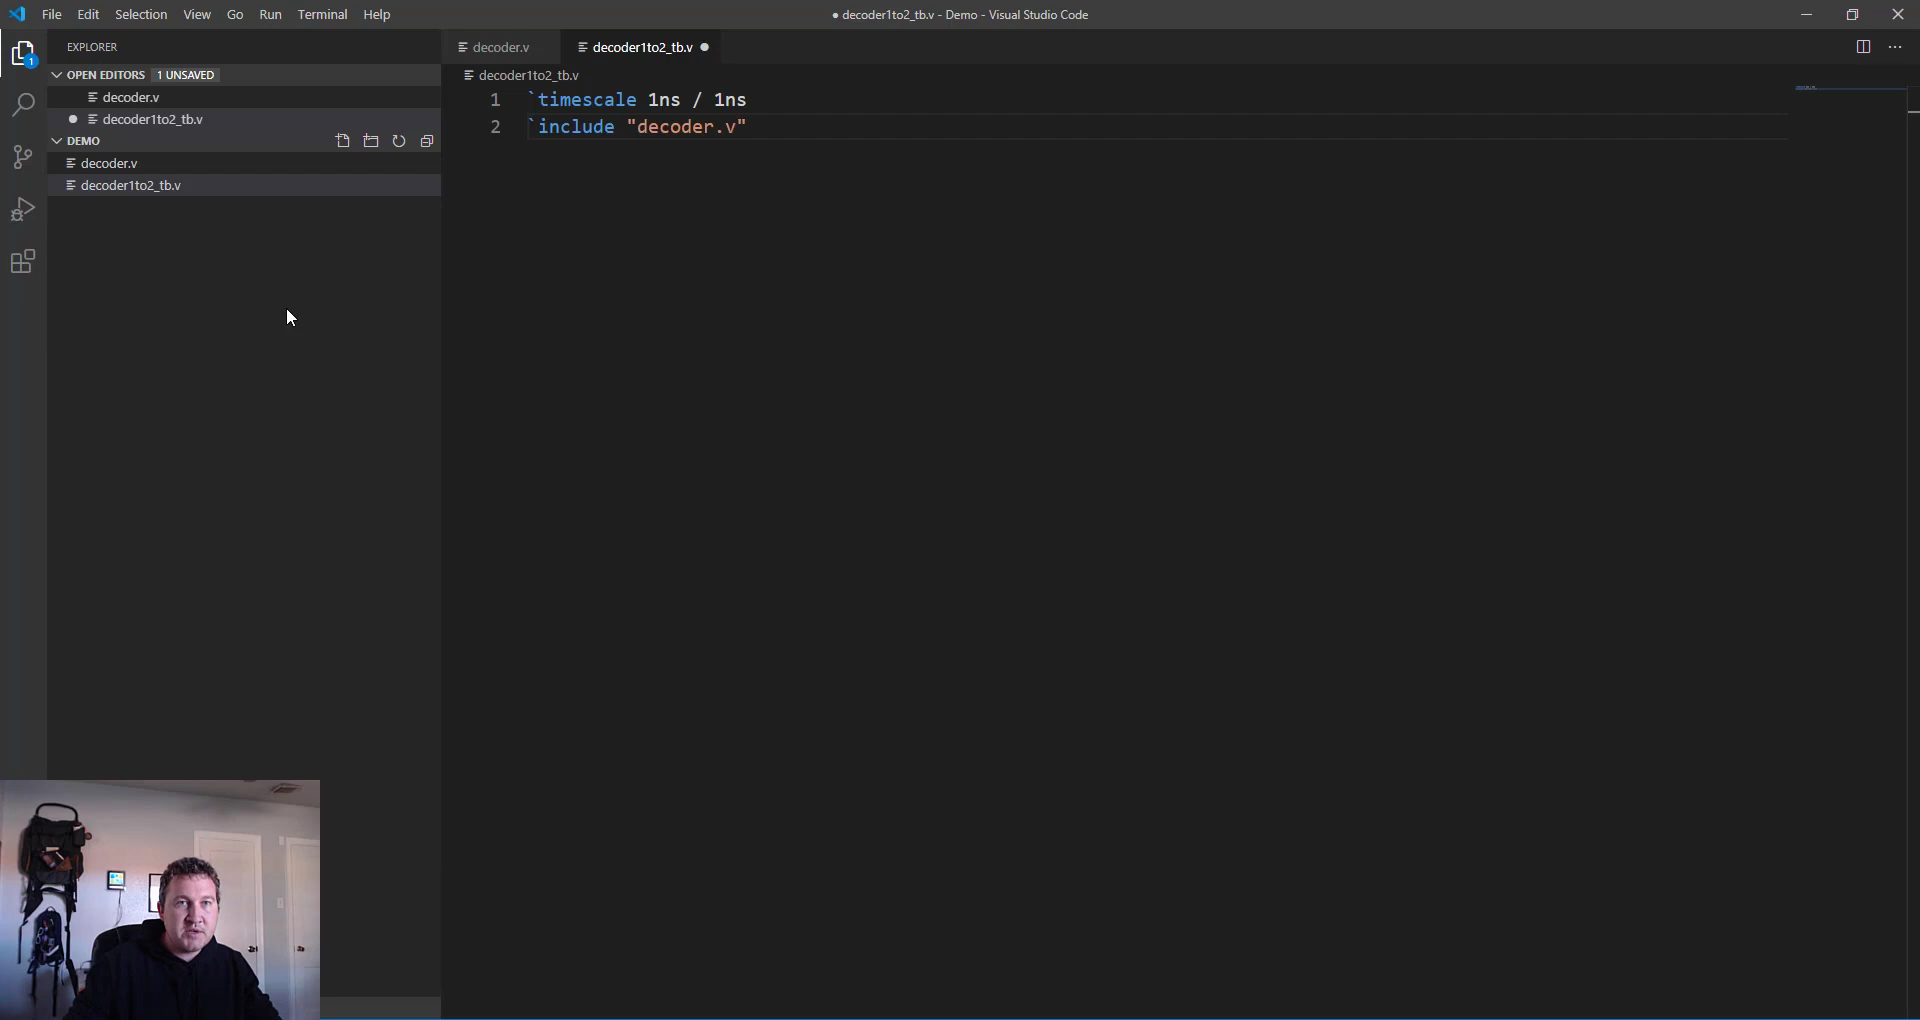 File Edit Selection View Go Run Terminal Help
● decoder1to2_tb.v - Demo - Visual Studio Code
EXPLORER
1
OPEN EDITORS 1 UNSAVED
decoder.v
decoder1to2_tb.v
DEMO
decoder.v
decoder1to2_tb.v
decoder.v
decoder1to2_tb.v
decoder1to2_tb.v
1 `timescale 1ns / 1ns
2 `include "decoder.v"